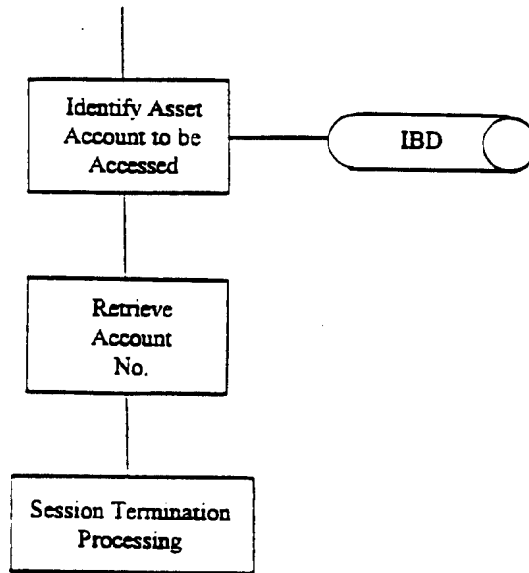 Identify Asset
Account to be
Accessed
IBD
Retrieve
Account
No.
Session Termination
Processing